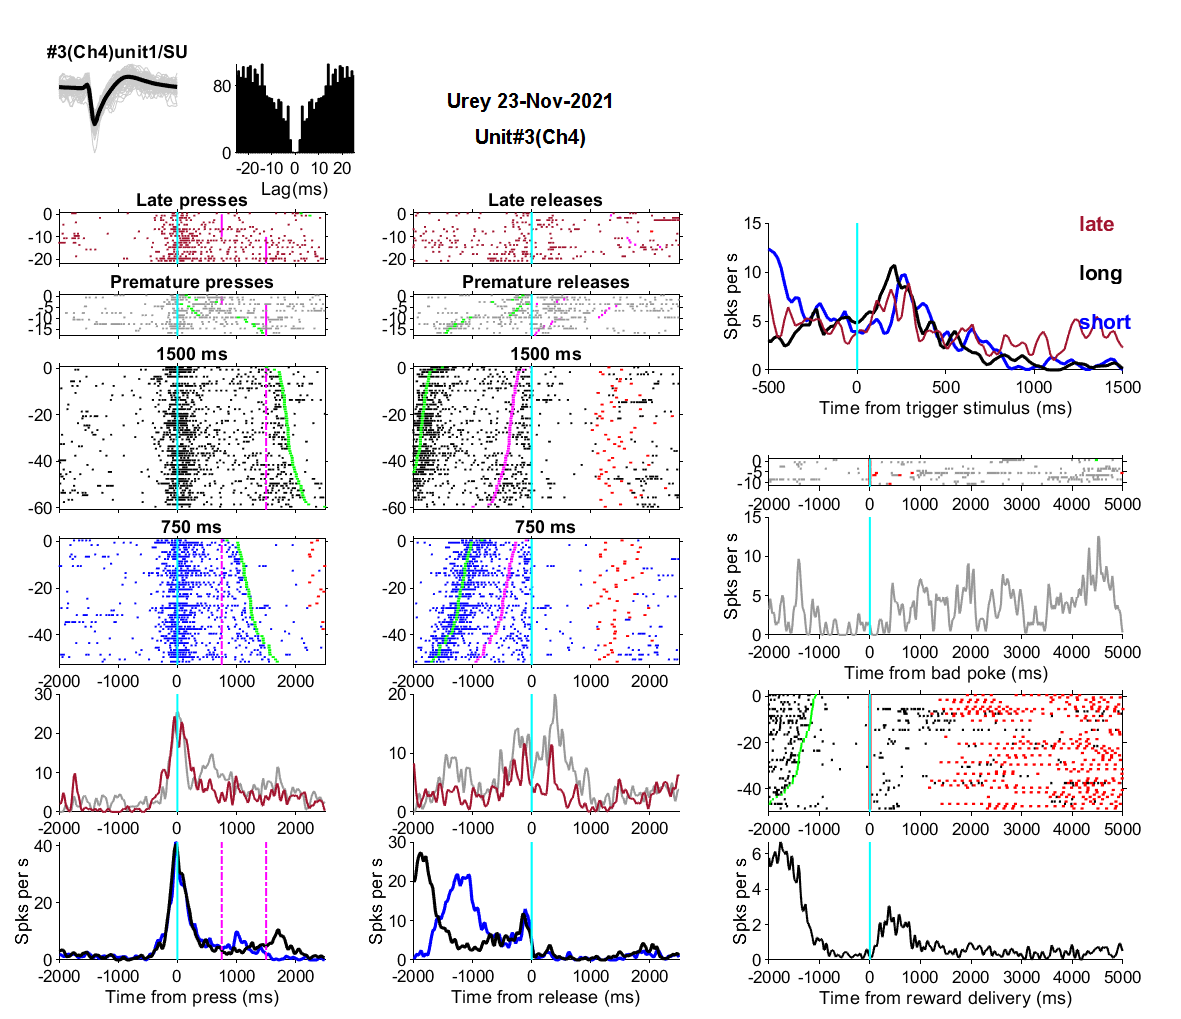 #3(Ch4)unit1/SU
80
0
-20 -10 0 10 20
Lag(ms)
Urey 23-Nov-2021
Unit#3(Ch4)
Late presses
0
-10
-20
Late releases
0
-10
-20
Premature presses
0
-5
-10
-15
Premature releases
0
-5
-10
-15
1500 ms
0
-20
-40
-60
1500 ms
0
-20
-40
-60
750 ms
0
-20
-40
-2000 -1000 0 1000 2000
750 ms
0
-20
-40
-2000 -1000 0 1000 2000
30
20
10
0
-2000 -1000 0 1000 2000
20
10
0
-2000 -1000 0 1000 2000
Spks per s
40
20
0
-2000 -1000 0 1000 2000
Time from press (ms)
Spks per s
30
20
10
0
-2000 -1000 0 1000 2000
Time from release (ms)
late
long
short
Spks per s
15
10
5
0
-500 0 500 1000 1500
Time from trigger stimulus (ms)
0
-5
-10
-2000 -1000 0 1000 2000 3000 4000 5000
Spks per s
15
10
5
0
-2000 -1000 0 1000 2000 3000 4000 5000
Time from bad poke (ms)
0
-20
-40
-2000 -1000 0 1000 2000 3000 4000 5000
Spks per s
6
4
2
0
-2000 -1000 0 1000 2000 3000 4000 5000
Time from reward delivery (ms)